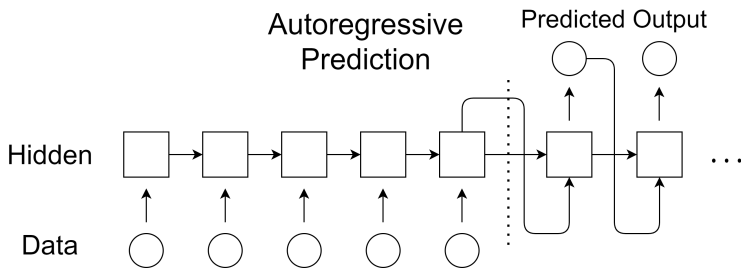 Autoregressive
Prediction
Predicted Output
Hidden
...
Data